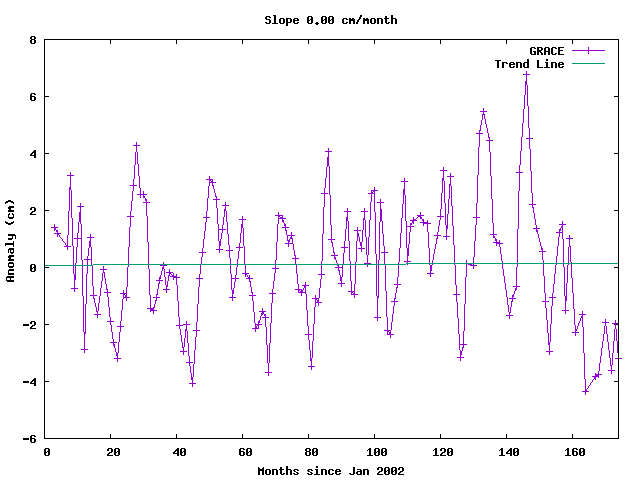 Slope 0.00 cm/month
8
GRACE
Trend Line
6
4
2
0
-2
-4
-6
Anomaly (cm)
0 20 40 60 80 100 120 140 160
Months since Jan 2002